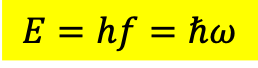 E = hf = ħω